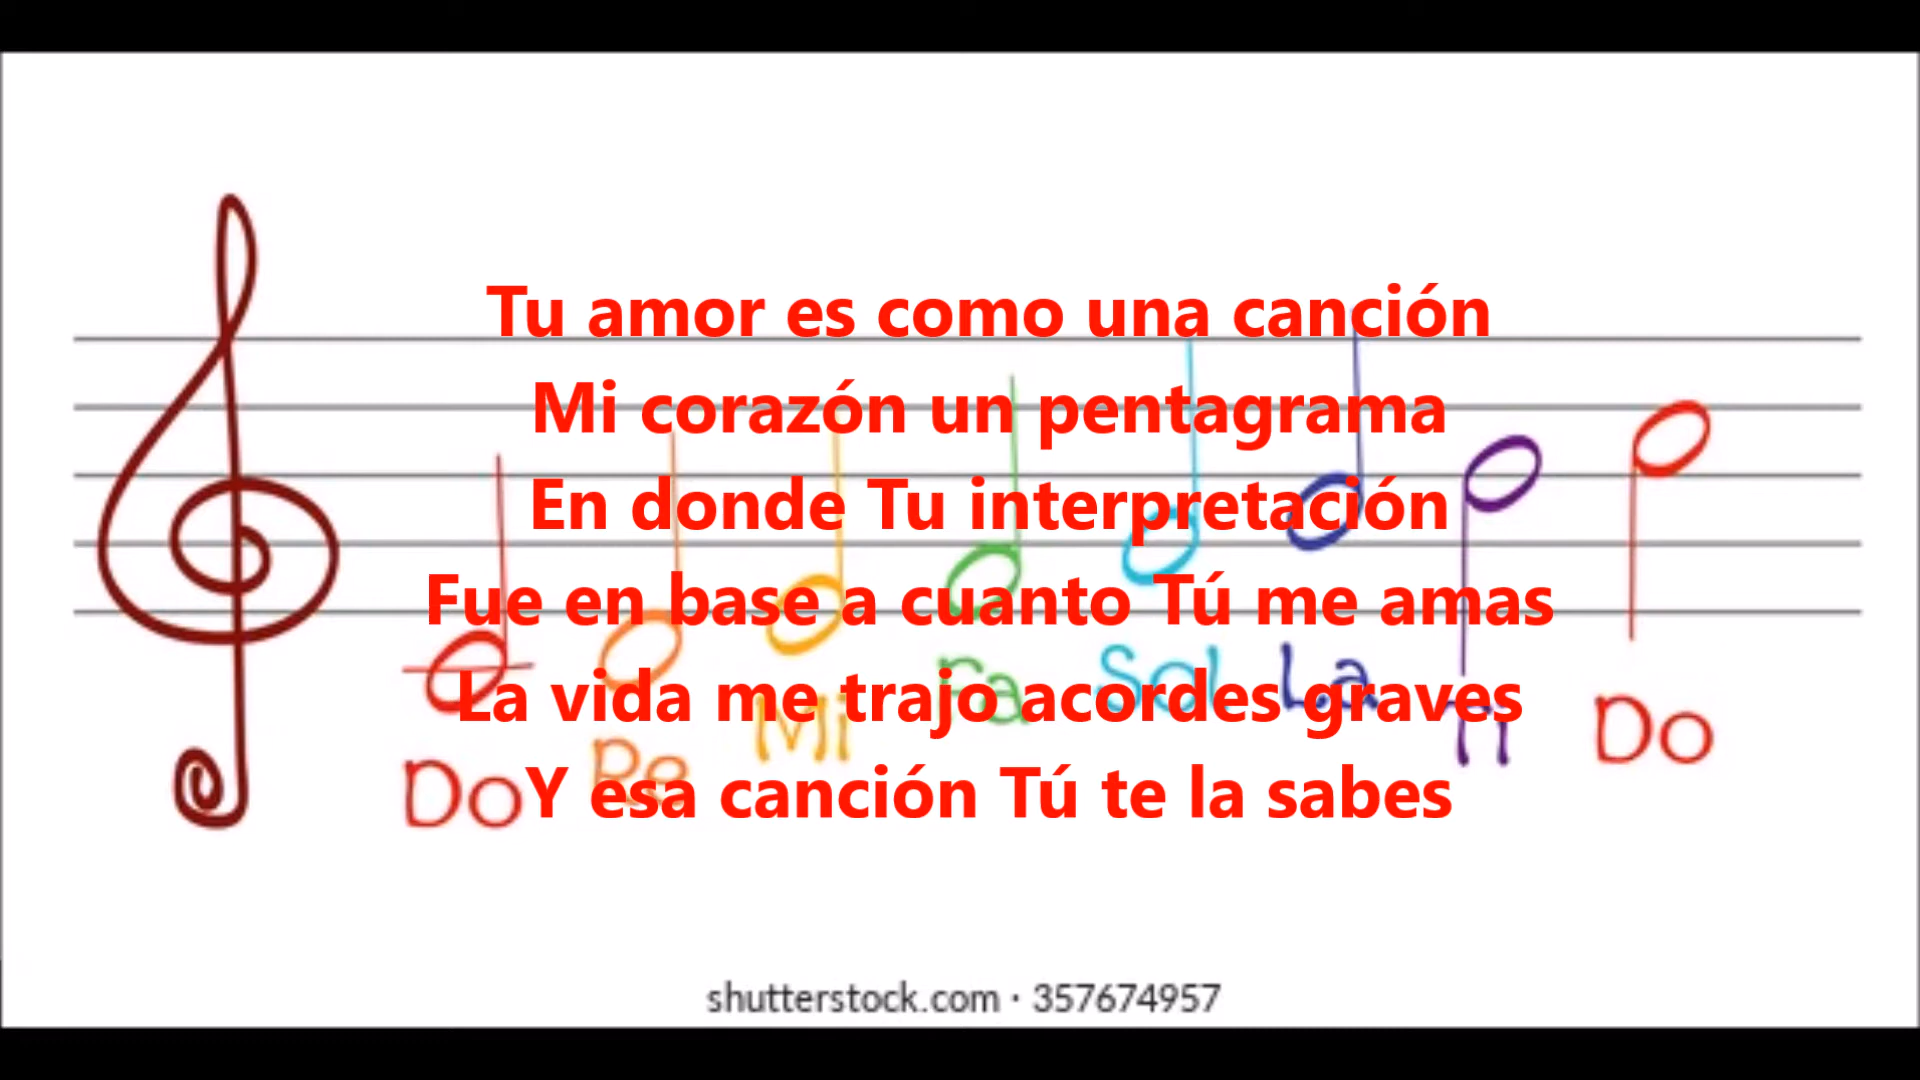 Tu amor es como una canción
Mi corazón un pentagrama
En donde Tu interpretación
Fue en base a cuanto Tú me amas
La vida me trajo acordes graves
Y esa canción Tú te la sabes
Do Re Mi Fa Sol La Ti Do
shutterstock.com · 357674957